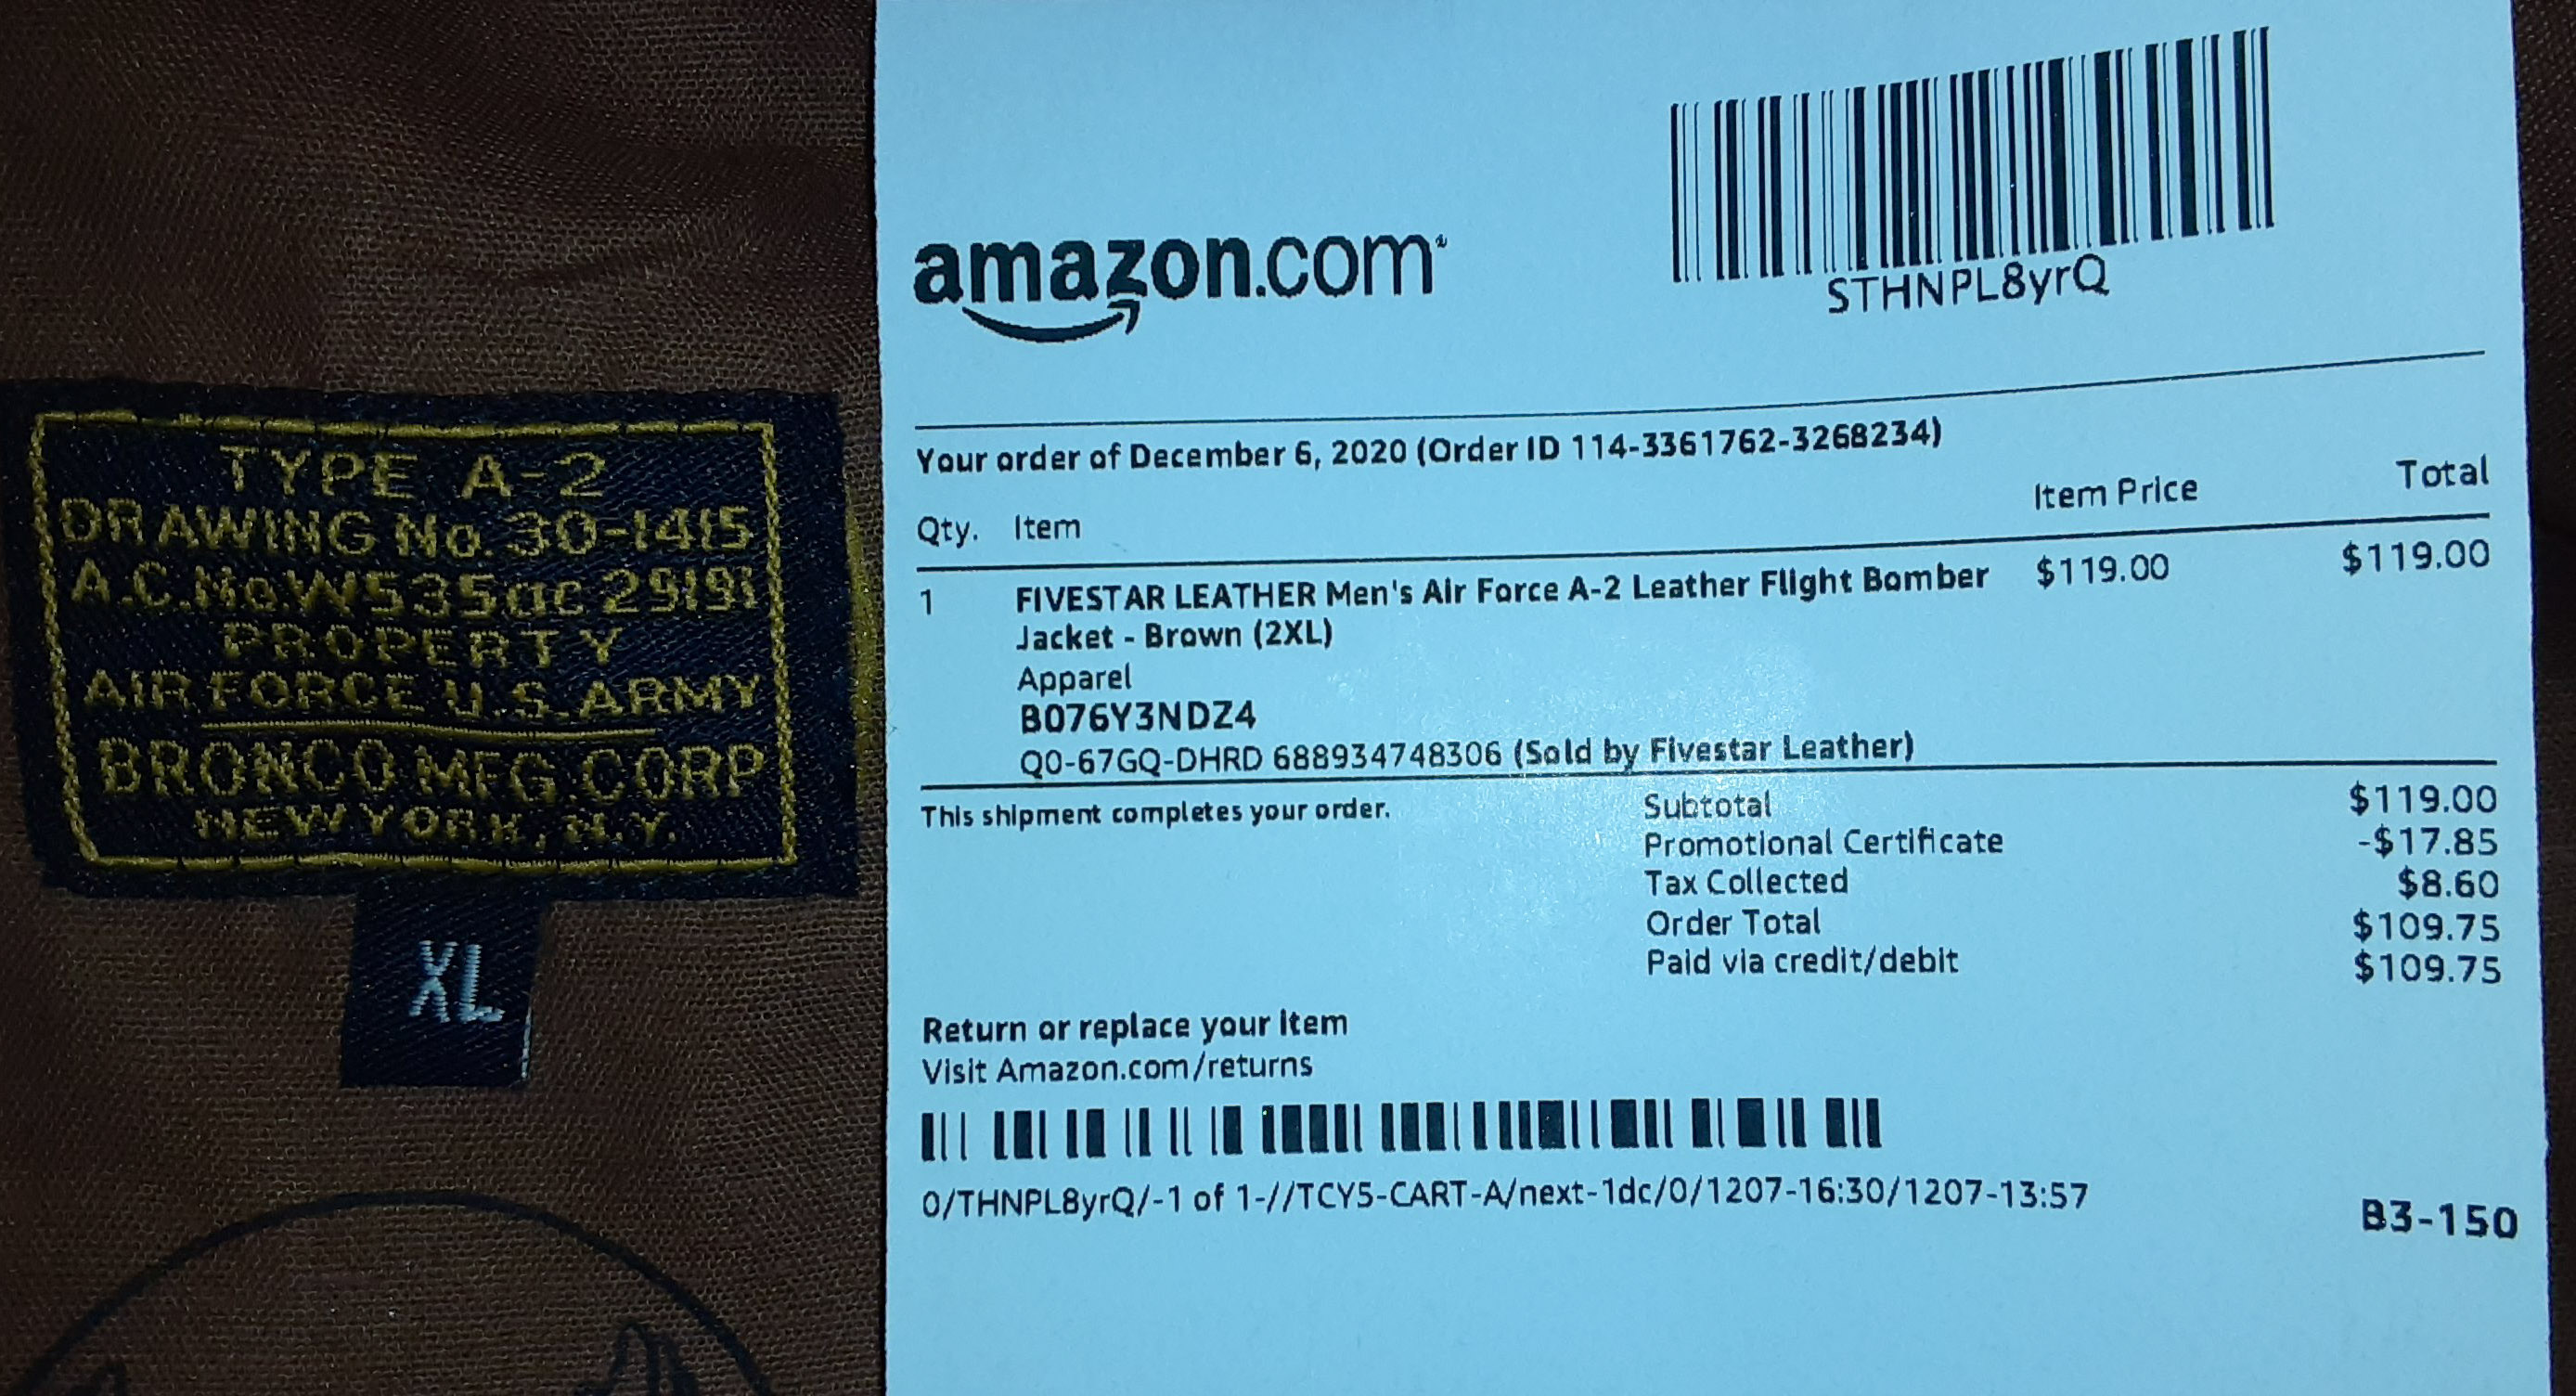 TYPE A-2
DRAWING No. 30-1415
A.C.No.W535ac29191
PROPERTY
AIR FORCE U.S. ARMY
BRONCO MFG.CORP
NEW YORK, N.Y.
XL
amazon.com
STHNPL8yrQ
Your order of December 6, 2020 (Order ID 114-3361762-3268234)
Qty. Item Item Price Total
1 FIVESTAR LEATHER Men's Air Force A-2 Leather Flight Bomber $119.00 $119.00
Jacket - Brown (2XL)
Apparel
B076Y3NDZ4
Q0-67GQ-DHRD 688934748306 (Sold by Fivestar Leather)
This shipment completes your order.
Subtotal $119.00
Promotional Certificate -$17.85
Tax Collected $8.60
Order Total $109.75
Paid via credit/debit $109.75
Return or replace your item
Visit Amazon.com/returns
0/THNPL8yrQ/-1 of 1-//TCY5-CART-A/next-1dc/0/1207-16:30/1207-13:57
B3-150